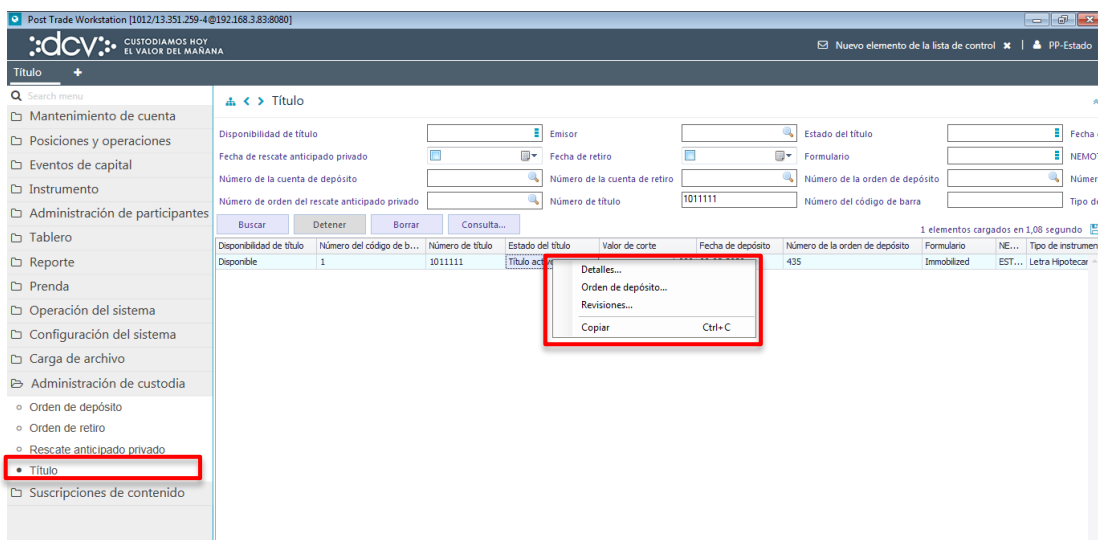 Post Trade Workstation [1012/13.351.259-4@192.168.3.83:8080]
:dcv: CUSTODIAMOS HOY
EL VALOR DEL MAÑANA
Nuevo elemento de la lista de control ✖ | PP-Estado
Título +
Search menu
Mantenimiento de cuenta
Posiciones y operaciones
Eventos de capital
Instrumento
Administración de participantes
Tablero
Reporte
Prenda
Operación del sistema
Configuración del sistema
Carga de archivo
Administración de custodia
Orden de depósito
Orden de retiro
Rescate anticipado privado
Título
Suscripciones de contenido
Título
Disponibilidad de título Emisor Estado del título Fecha
Fecha de rescate anticipado privado Fecha de retiro Formulario NEMOT
Número de la cuenta de depósito Número de la cuenta de retiro Número de la orden de depósito Númer
Número de orden del rescate anticipado privado Número de título 1011111 Número del código de barra Tipo de
Buscar Detener Borrar Consulta...
1 elementos cargados en 1,08 segundo
Disponibilidad de título Número del código de b... Número de título Estado del título Valor de corte Fecha de depósito Número de la orden de depósito Formulario NE... Tipo de instrumen
Disponible 1 1011111 Título act 435 Immobilized EST... Letra Hipotecar
Detalles...
Orden de depósito...
Revisiones...
Copiar Ctrl+C